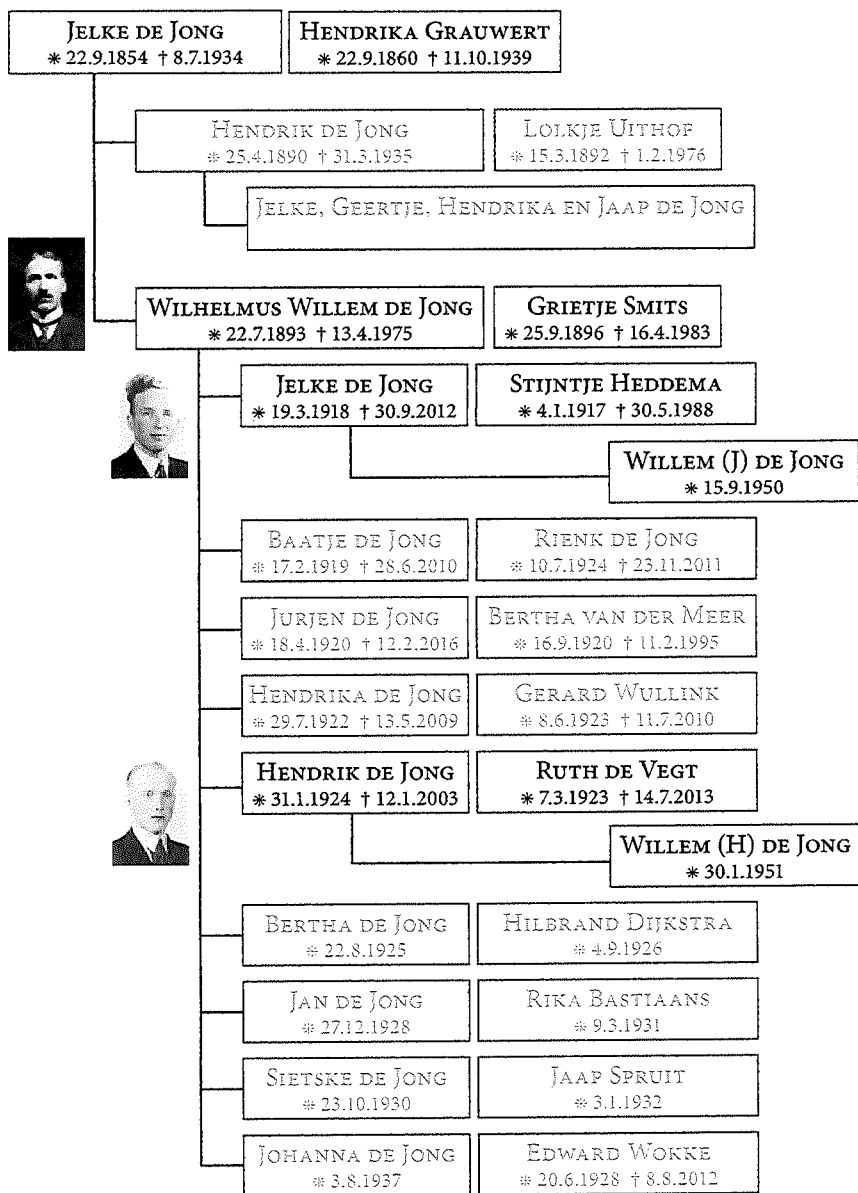 Jelke de Jong
* 22.9.1854 † 8.7.1934
Hendrika Grauwert
* 22.9.1860 † 11.10.1939
Hendrik de Jong
* 25.4.1890 † 31.3.1935
Lolkje Uithof
* 15.3.1892 † 1.2.1976
Jelke, Geertje, Hendrika en Jaap de Jong
Wilhelmus Willem de Jong
* 22.7.1893 † 13.4.1975
Grietje Smits
* 25.9.1896 † 16.4.1983
Jelke de Jong
* 19.3.1918 † 30.9.2012
Stijntje Heddema
* 4.1.1917 † 30.5.1988
Willem (J) de Jong
* 15.9.1950
Baatje de Jong
* 17.2.1919 † 28.6.2010
Rienk de Jong
* 10.7.1924 † 23.11.2011
Jurjen de Jong
* 18.4.1920 † 12.2.2016
Bertha van der Meer
* 16.9.1920 † 11.2.1995
Hendrika de Jong
* 29.7.1922 † 13.5.2009
Gerard Wullink
* 8.6.1923 † 11.7.2010
Hendrik de Jong
* 31.1.1924 † 12.1.2003
Ruth de Vegt
* 7.3.1923 † 14.7.2013
Willem (H) de Jong
* 30.1.1951
Bertha de Jong
* 22.8.1925
Hilbrand Dijkstra
* 4.9.1926
Jan de Jong
* 27.12.1928
Rika Bastiaans
* 9.3.1931
Sietske de Jong
* 23.10.1930
Jaap Spruit
* 3.1.1932
Johanna de Jong
* 3.8.1937
Edward Wokke
* 20.6.1928 † 8.8.2012